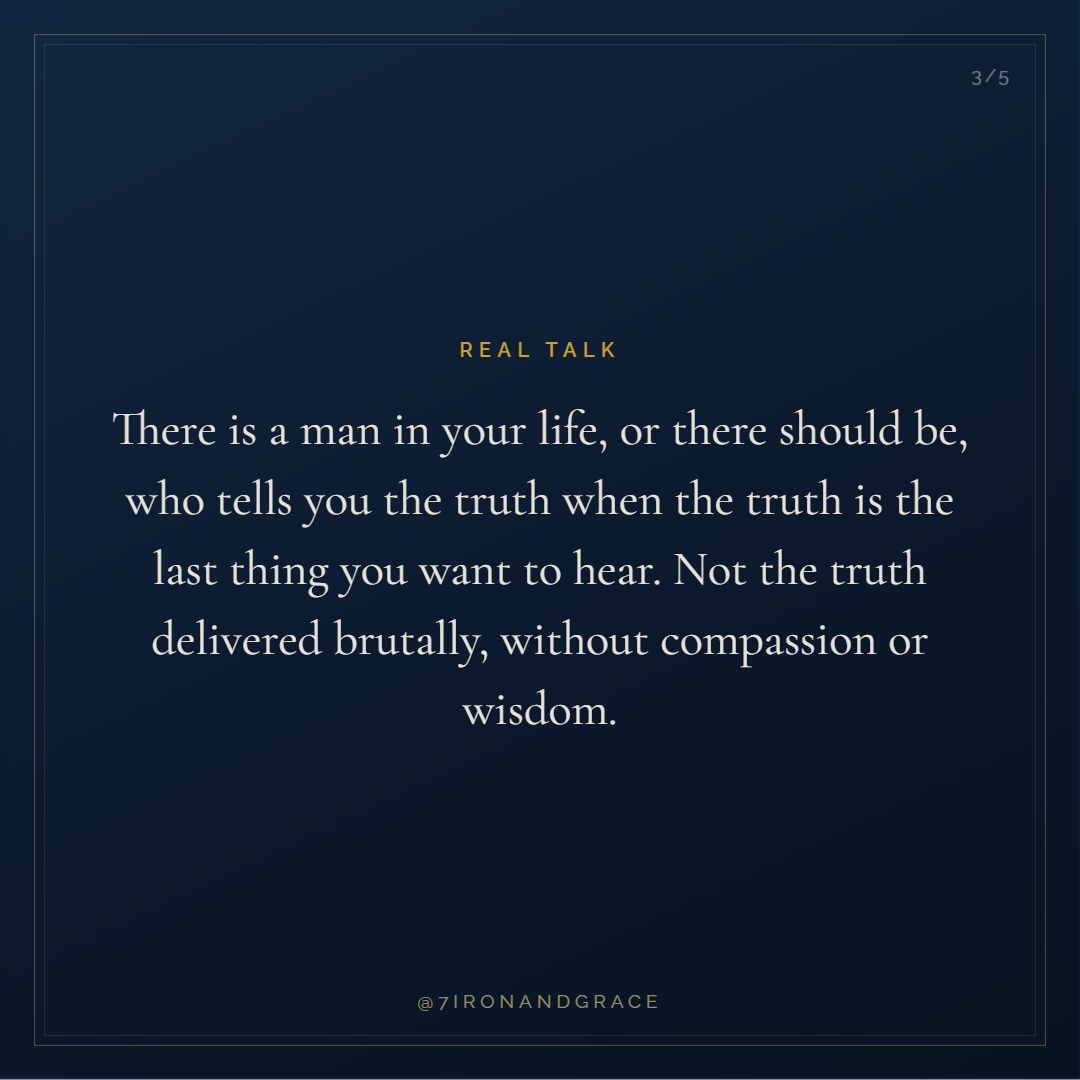 3/5
REAL TALK
There is a man in your life, or there should be,
who tells you the truth when the truth is the
last thing you want to hear. Not the truth
delivered brutally, without compassion or
wisdom.
@7IRONANDGRACE